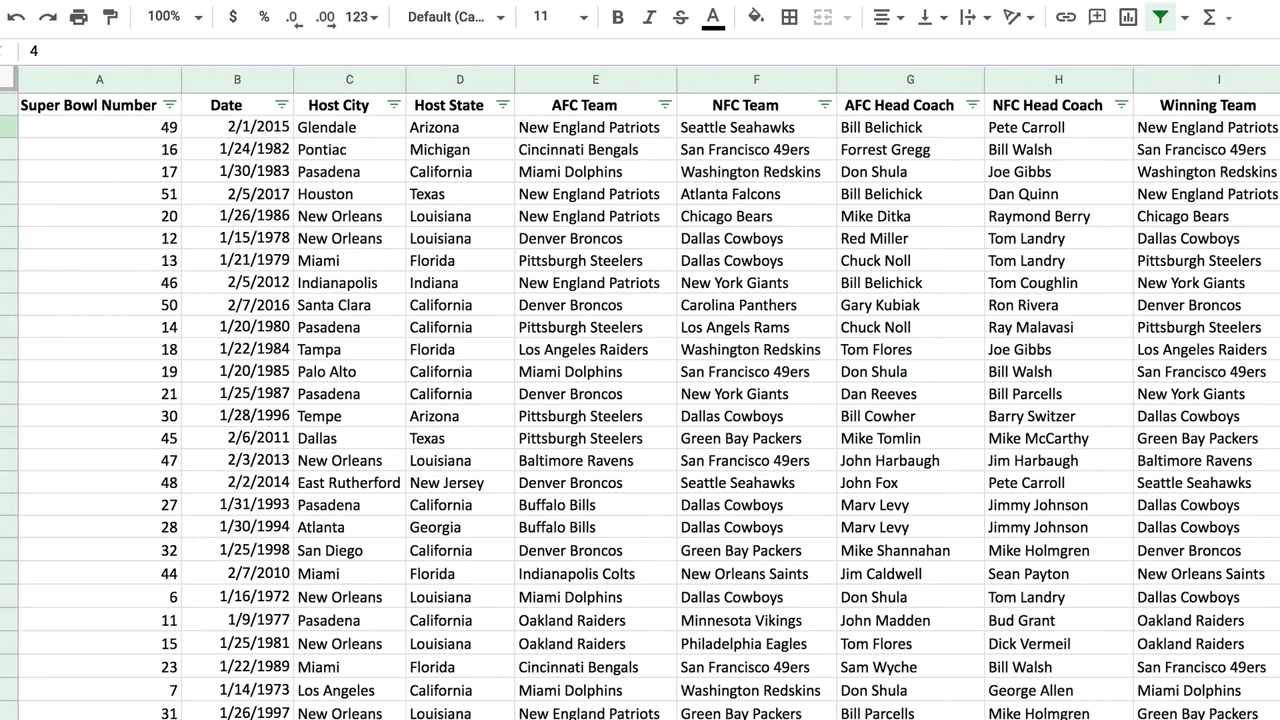 100% $ % .0 .00 123 Default (Ca... 11 B I S A Σ
4
A B C D E F G H I
Super Bowl Number Date Host City Host State AFC Team NFC Team AFC Head Coach NFC Head Coach Winning Team
49 2/1/2015 Glendale Arizona New England Patriots Seattle Seahawks Bill Belichick Pete Carroll New England Patriots
16 1/24/1982 Pontiac Michigan Cincinnati Bengals San Francisco 49ers Forrest Gregg Bill Walsh San Francisco 49ers
17 1/30/1983 Pasadena California Miami Dolphins Washington Redskins Don Shula Joe Gibbs Washington Redskins
51 2/5/2017 Houston Texas New England Patriots Atlanta Falcons Bill Belichick Dan Quinn New England Patriots
20 1/26/1986 New Orleans Louisiana New England Patriots Chicago Bears Mike Ditka Raymond Berry Chicago Bears
12 1/15/1978 New Orleans Louisiana Denver Broncos Dallas Cowboys Red Miller Tom Landry Dallas Cowboys
13 1/21/1979 Miami Florida Pittsburgh Steelers Dallas Cowboys Chuck Noll Tom Landry Pittsburgh Steelers
46 2/5/2012 Indianapolis Indiana New England Patriots New York Giants Bill Belichick Tom Coughlin New York Giants
50 2/7/2016 Santa Clara California Denver Broncos Carolina Panthers Gary Kubiak Ron Rivera Denver Broncos
14 1/20/1980 Pasadena California Pittsburgh Steelers Los Angels Rams Chuck Noll Ray Malavasi Pittsburgh Steelers
18 1/22/1984 Tampa Florida Los Angeles Raiders Washington Redskins Tom Flores Joe Gibbs Los Angeles Raiders
19 1/20/1985 Palo Alto California Miami Dolphins San Francisco 49ers Don Shula Bill Walsh San Francisco 49ers
21 1/25/1987 Pasadena California Denver Broncos New York Giants Dan Reeves Bill Parcells New York Giants
30 1/28/1996 Tempe Arizona Pittsburgh Steelers Dallas Cowboys Bill Cowher Barry Switzer Dallas Cowboys
45 2/6/2011 Dallas Texas Pittsburgh Steelers Green Bay Packers Mike Tomlin Mike McCarthy Green Bay Packers
47 2/3/2013 New Orleans Louisiana Baltimore Ravens San Francisco 49ers John Harbaugh Jim Harbaugh Baltimore Ravens
48 2/2/2014 East Rutherford New Jersey Denver Broncos Seattle Seahawks John Fox Pete Carroll Seattle Seahawks
27 1/31/1993 Pasadena California Buffalo Bills Dallas Cowboys Marv Levy Jimmy Johnson Dallas Cowboys
28 1/30/1994 Atlanta Georgia Buffalo Bills Dallas Cowboys Marv Levy Jimmy Johnson Dallas Cowboys
32 1/25/1998 San Diego California Denver Broncos Green Bay Packers Mike Shannahan Mike Holmgren Denver Broncos
44 2/7/2010 Miami Florida Indianapolis Colts New Orleans Saints Jim Caldwell Sean Payton New Orleans Saints
6 1/16/1972 New Orleans Louisiana Miami Dolphins Dallas Cowboys Don Shula Tom Landry Dallas Cowboys
11 1/9/1977 Pasadena California Oakland Raiders Minnesota Vikings John Madden Bud Grant Oakland Raiders
15 1/25/1981 New Orleans Louisiana Oakland Raiders Philadelphia Eagles Tom Flores Dick Vermeil Oakland Raiders
23 1/22/1989 Miami Florida Cincinnati Bengals San Francisco 49ers Sam Wyche Bill Walsh San Francisco 49ers
7 1/14/1973 Los Angeles California Miami Dolphins Washington Redskins Don Shula George Allen Miami Dolphins
31 1/26/1997 New Orleans Louisiana New England Patriots Green Bay Packers Bill Parcells Mike Holmgren Green Bay Packers